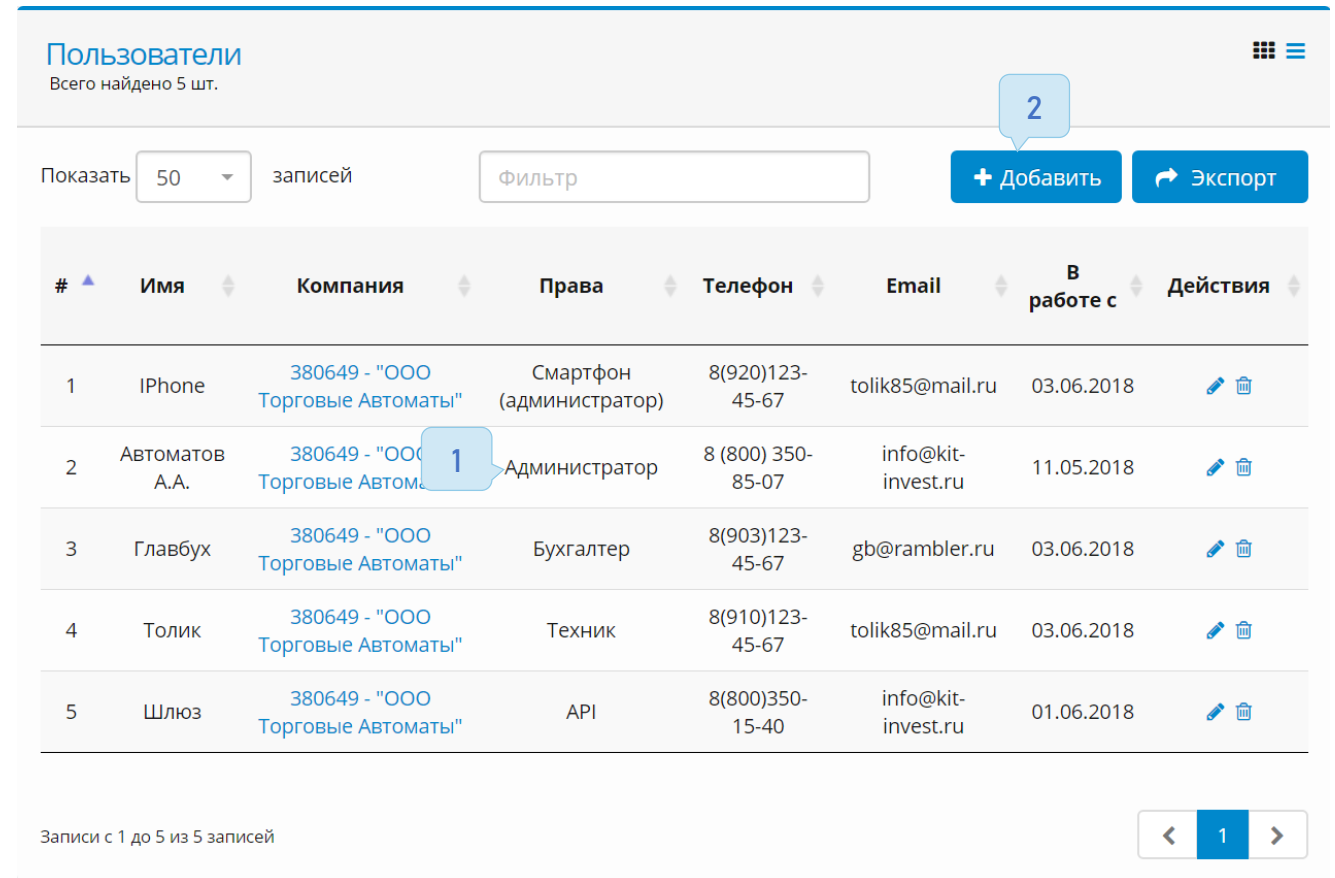 Пользователи
Всего найдено 5 шт.
2
Показать 50 записей Фильтр Добавить Экспорт
# Имя Компания Права Телефон Email В работе с Действия
1 IPhone 380649 - "ООО Торговые Автоматы" Смартфон (администратор) 8(920)123-45-67 tolik85@mail.ru 03.06.2018
2 Автоматов А.А. 380649 - "ООО Торговые Автома 1 Администратор 8 (800) 350-85-07 info@kit-invest.ru 11.05.2018
3 Главбух 380649 - "ООО Торговые Автоматы" Бухгалтер 8(903)123-45-67 gb@rambler.ru 03.06.2018
4 Толик 380649 - "ООО Торговые Автоматы" Техник 8(910)123-45-67 tolik85@mail.ru 03.06.2018
5 Шлюз 380649 - "ООО Торговые Автоматы" API 8(800)350-15-40 info@kit-invest.ru 01.06.2018
Записи с 1 до 5 из 5 записей 1